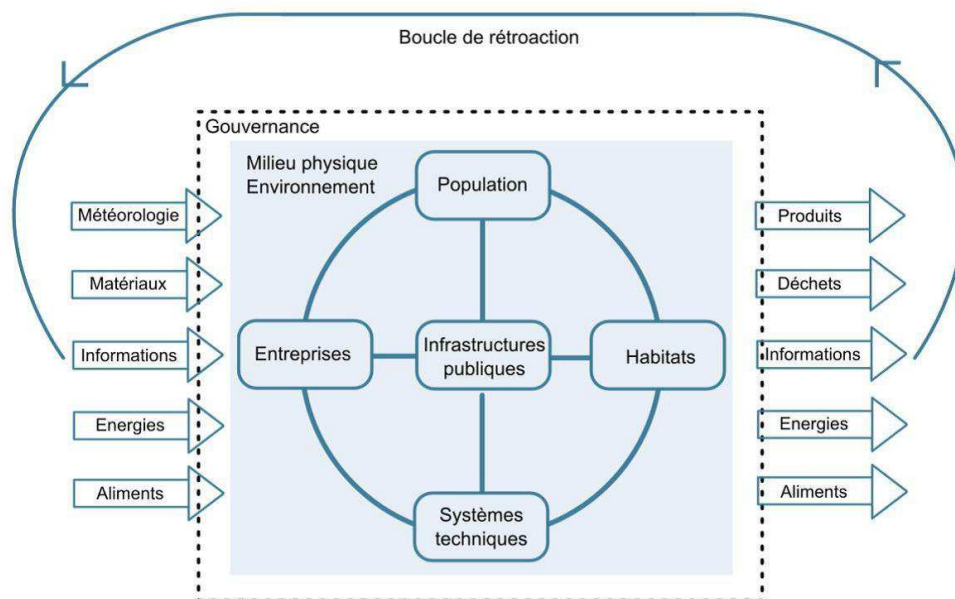 Boucle de rétroaction
Gouvernance
Milieu physique
Environnement
Population
Météorologie
Produits
Matériaux
Déchets
Informations
Entreprises
Infrastructures
publiques
Habitats
Informations
Energies
Energies
Aliments
Systèmes
techniques
Aliments